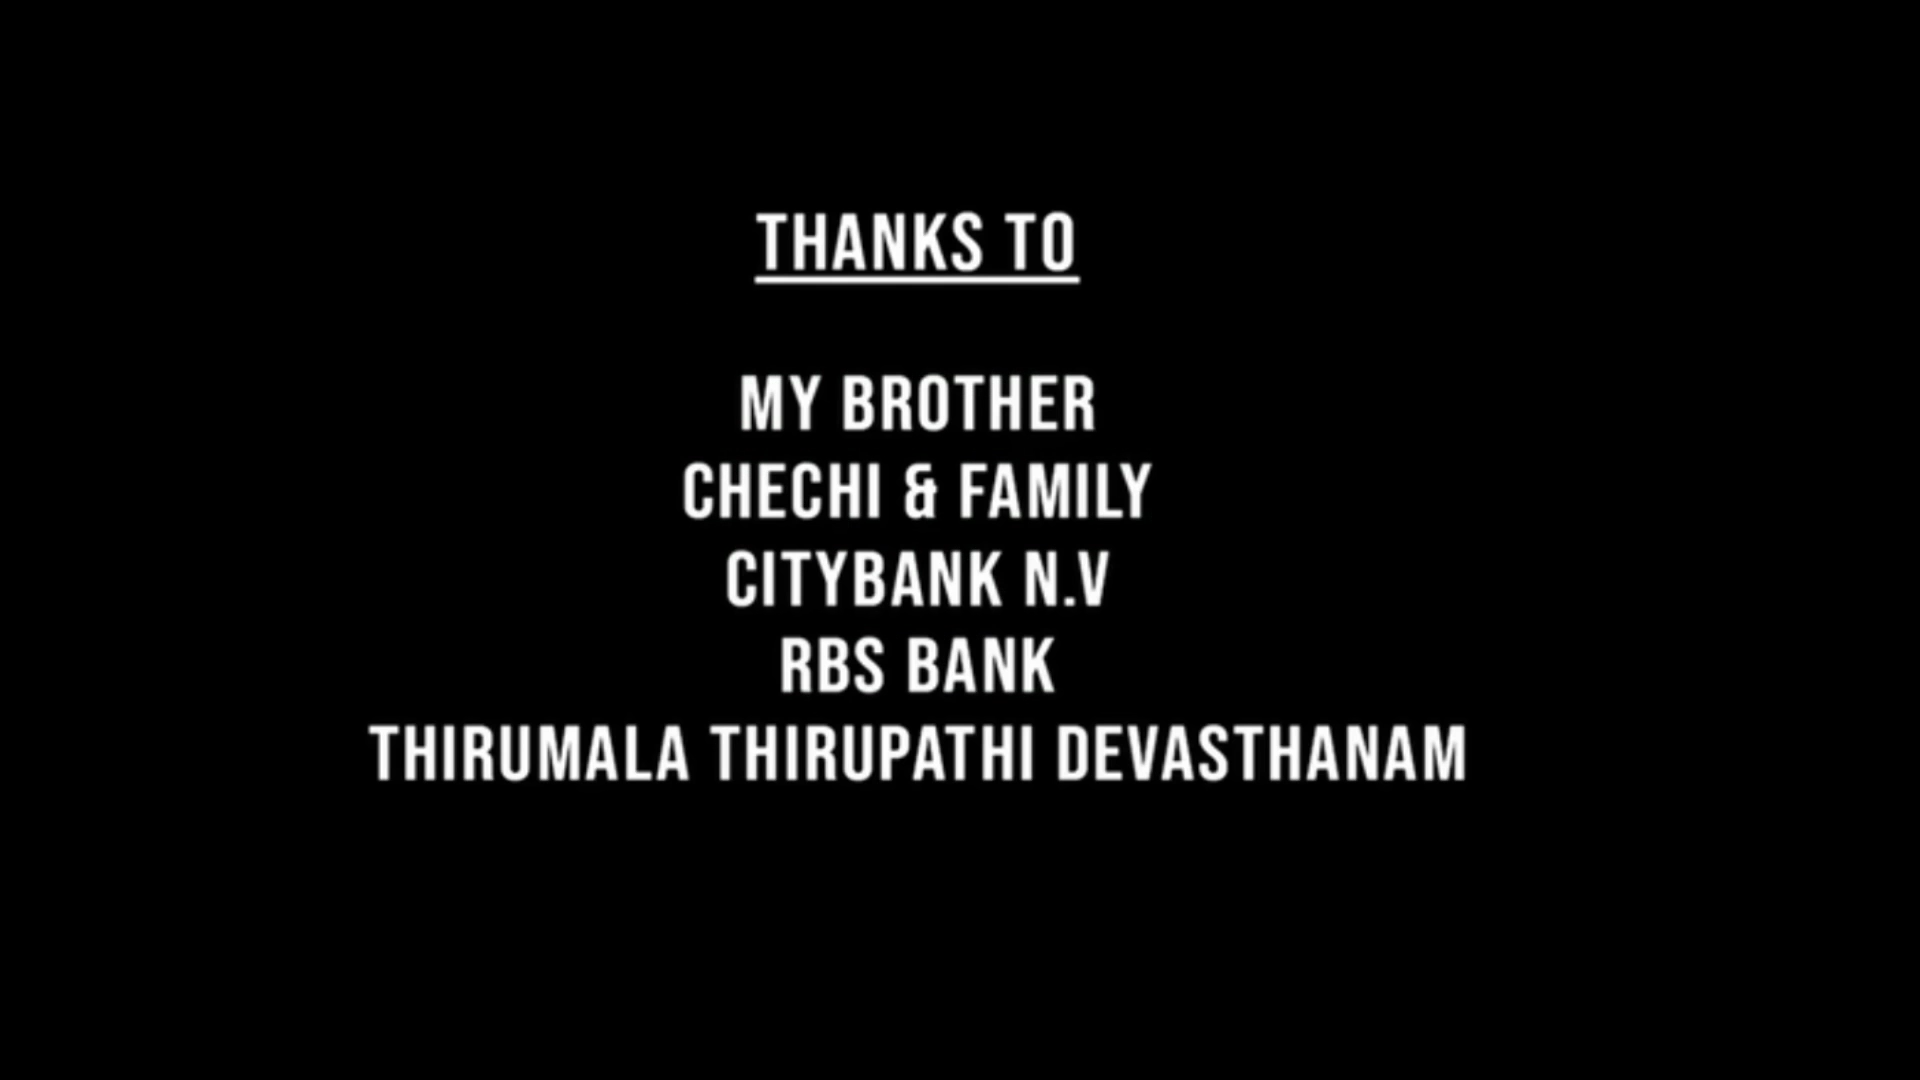 THANKS TO
MY BROTHER
CHECHI & FAMILY
CITYBANK N.V
RBS BANK
THIRUMALA THIRUPATHI DEVASTHANAM